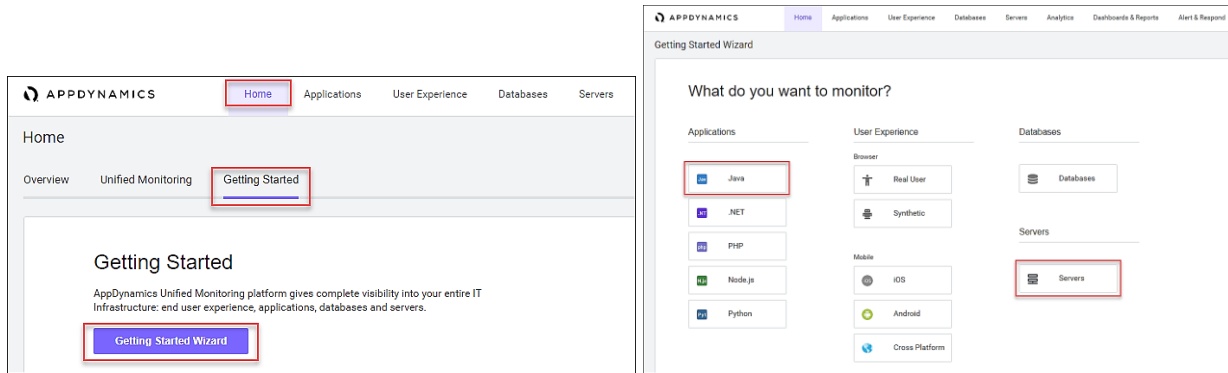 APPDYNAMICS
Home Applications User Experience Databases Servers
Home
Overview Unified Monitoring Getting Started
Getting Started
AppDynamics Unified Monitoring platform gives complete visibility into your entire IT
Infrastructure: end user experience, applications, databases and servers.
Getting Started Wizard
APPDYNAMICS
Home Applications User Experience Databases Servers Analytics Dashboards & Reports Alert & Respond
Getting Started Wizard
What do you want to monitor?
Applications
Java
.NET
PHP
Node.js
Python
User Experience
Browser
Real User
Synthetic
Mobile
iOS
Android
Cross Platform
Databases
Databases
Servers
Servers